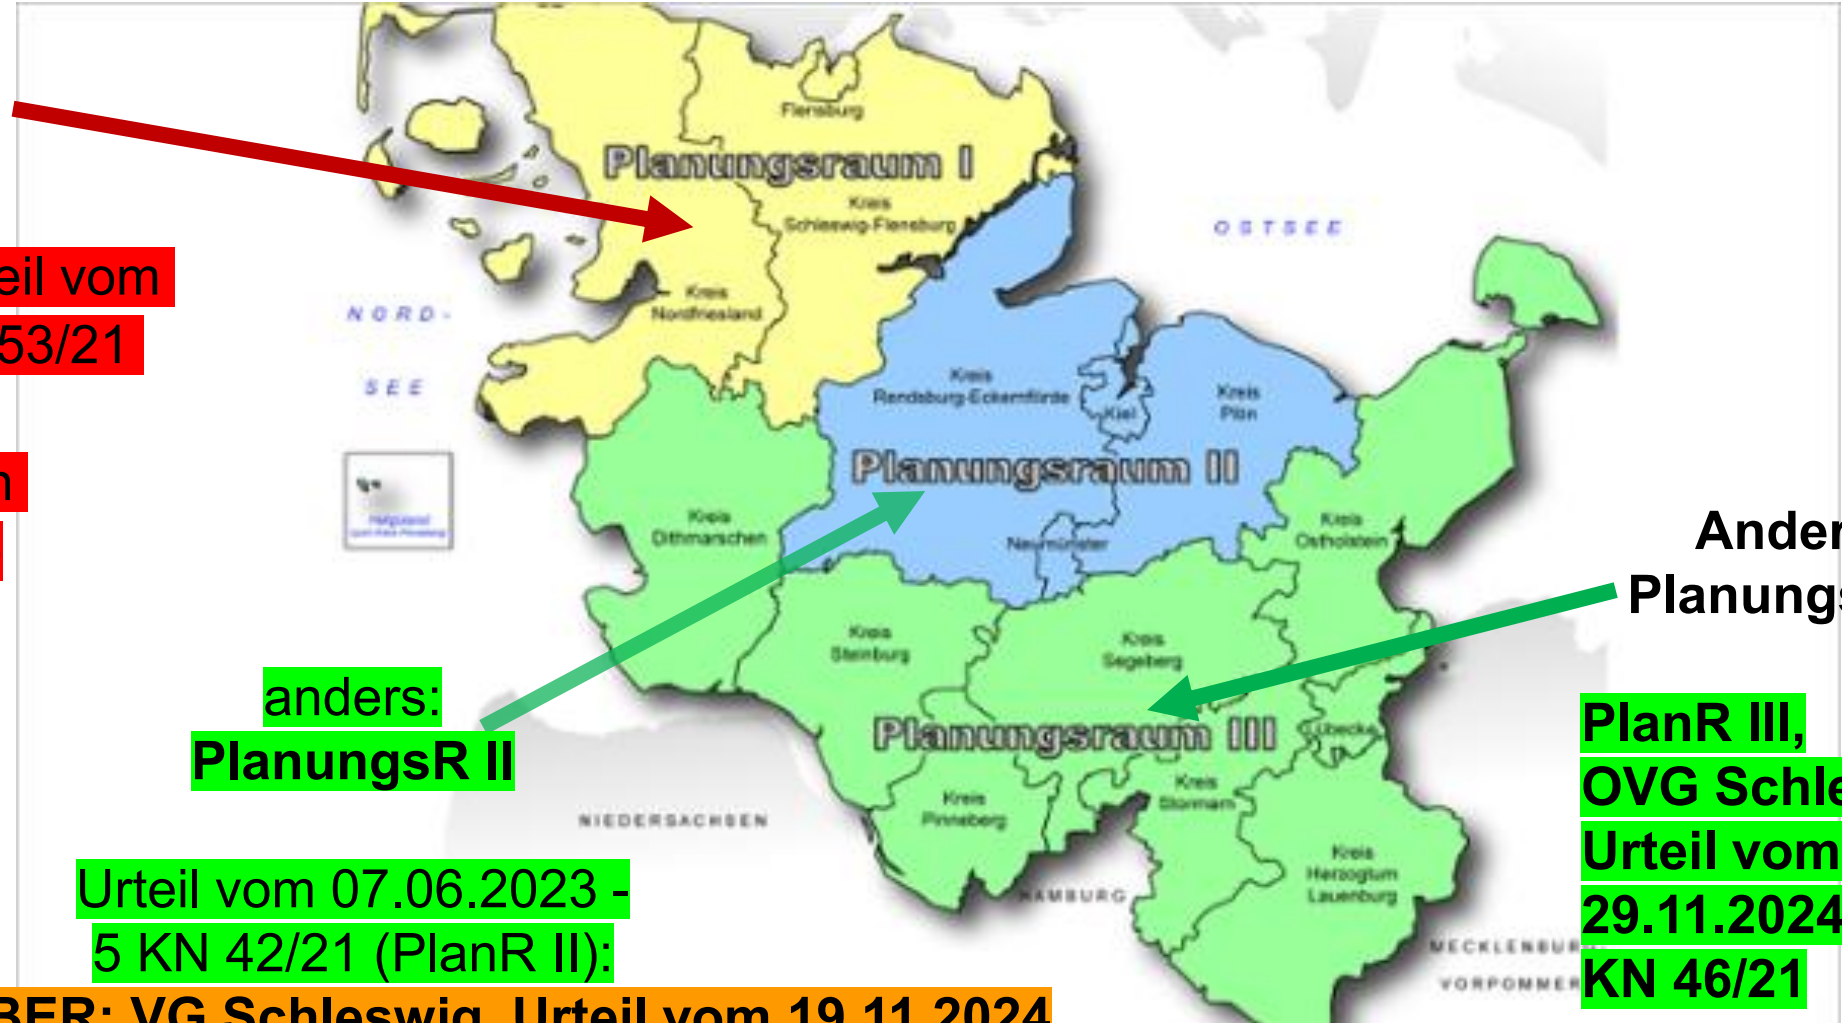 Flensburg
Planungsraum I
Kreis
Schleswig-Flensburg
OSTSEE
eil vom
53/21
NORD-
SEE
Kreis
Nordfriesland
Kreis
Rendsburg-Eckernförde
Kiel
Kreis
Plön
Planungsraum II
Helgoland
Kreis
Dithmarschen
Neumünster
Kreis
Ostholstein
Ander
Planungs
Kreis
Steinburg
Kreis
Segeberg
anders:
PlanungsR II
Planungsraum III
Lübeck
PlanR III,
OVG Schle
Urteil vom
29.11.2024
KN 46/21
Kreis
Pinneberg
Kreis
Stormarn
NIEDERSACHSEN
Kreis
Herzogtum
Lauenburg
HAMBURG
Urteil vom 07.06.2023 -
5 KN 42/21 (PlanR II):
MECKLENBUR
VORPOMMER
BER: VG Schleswig, Urteil vom 19.11.2024